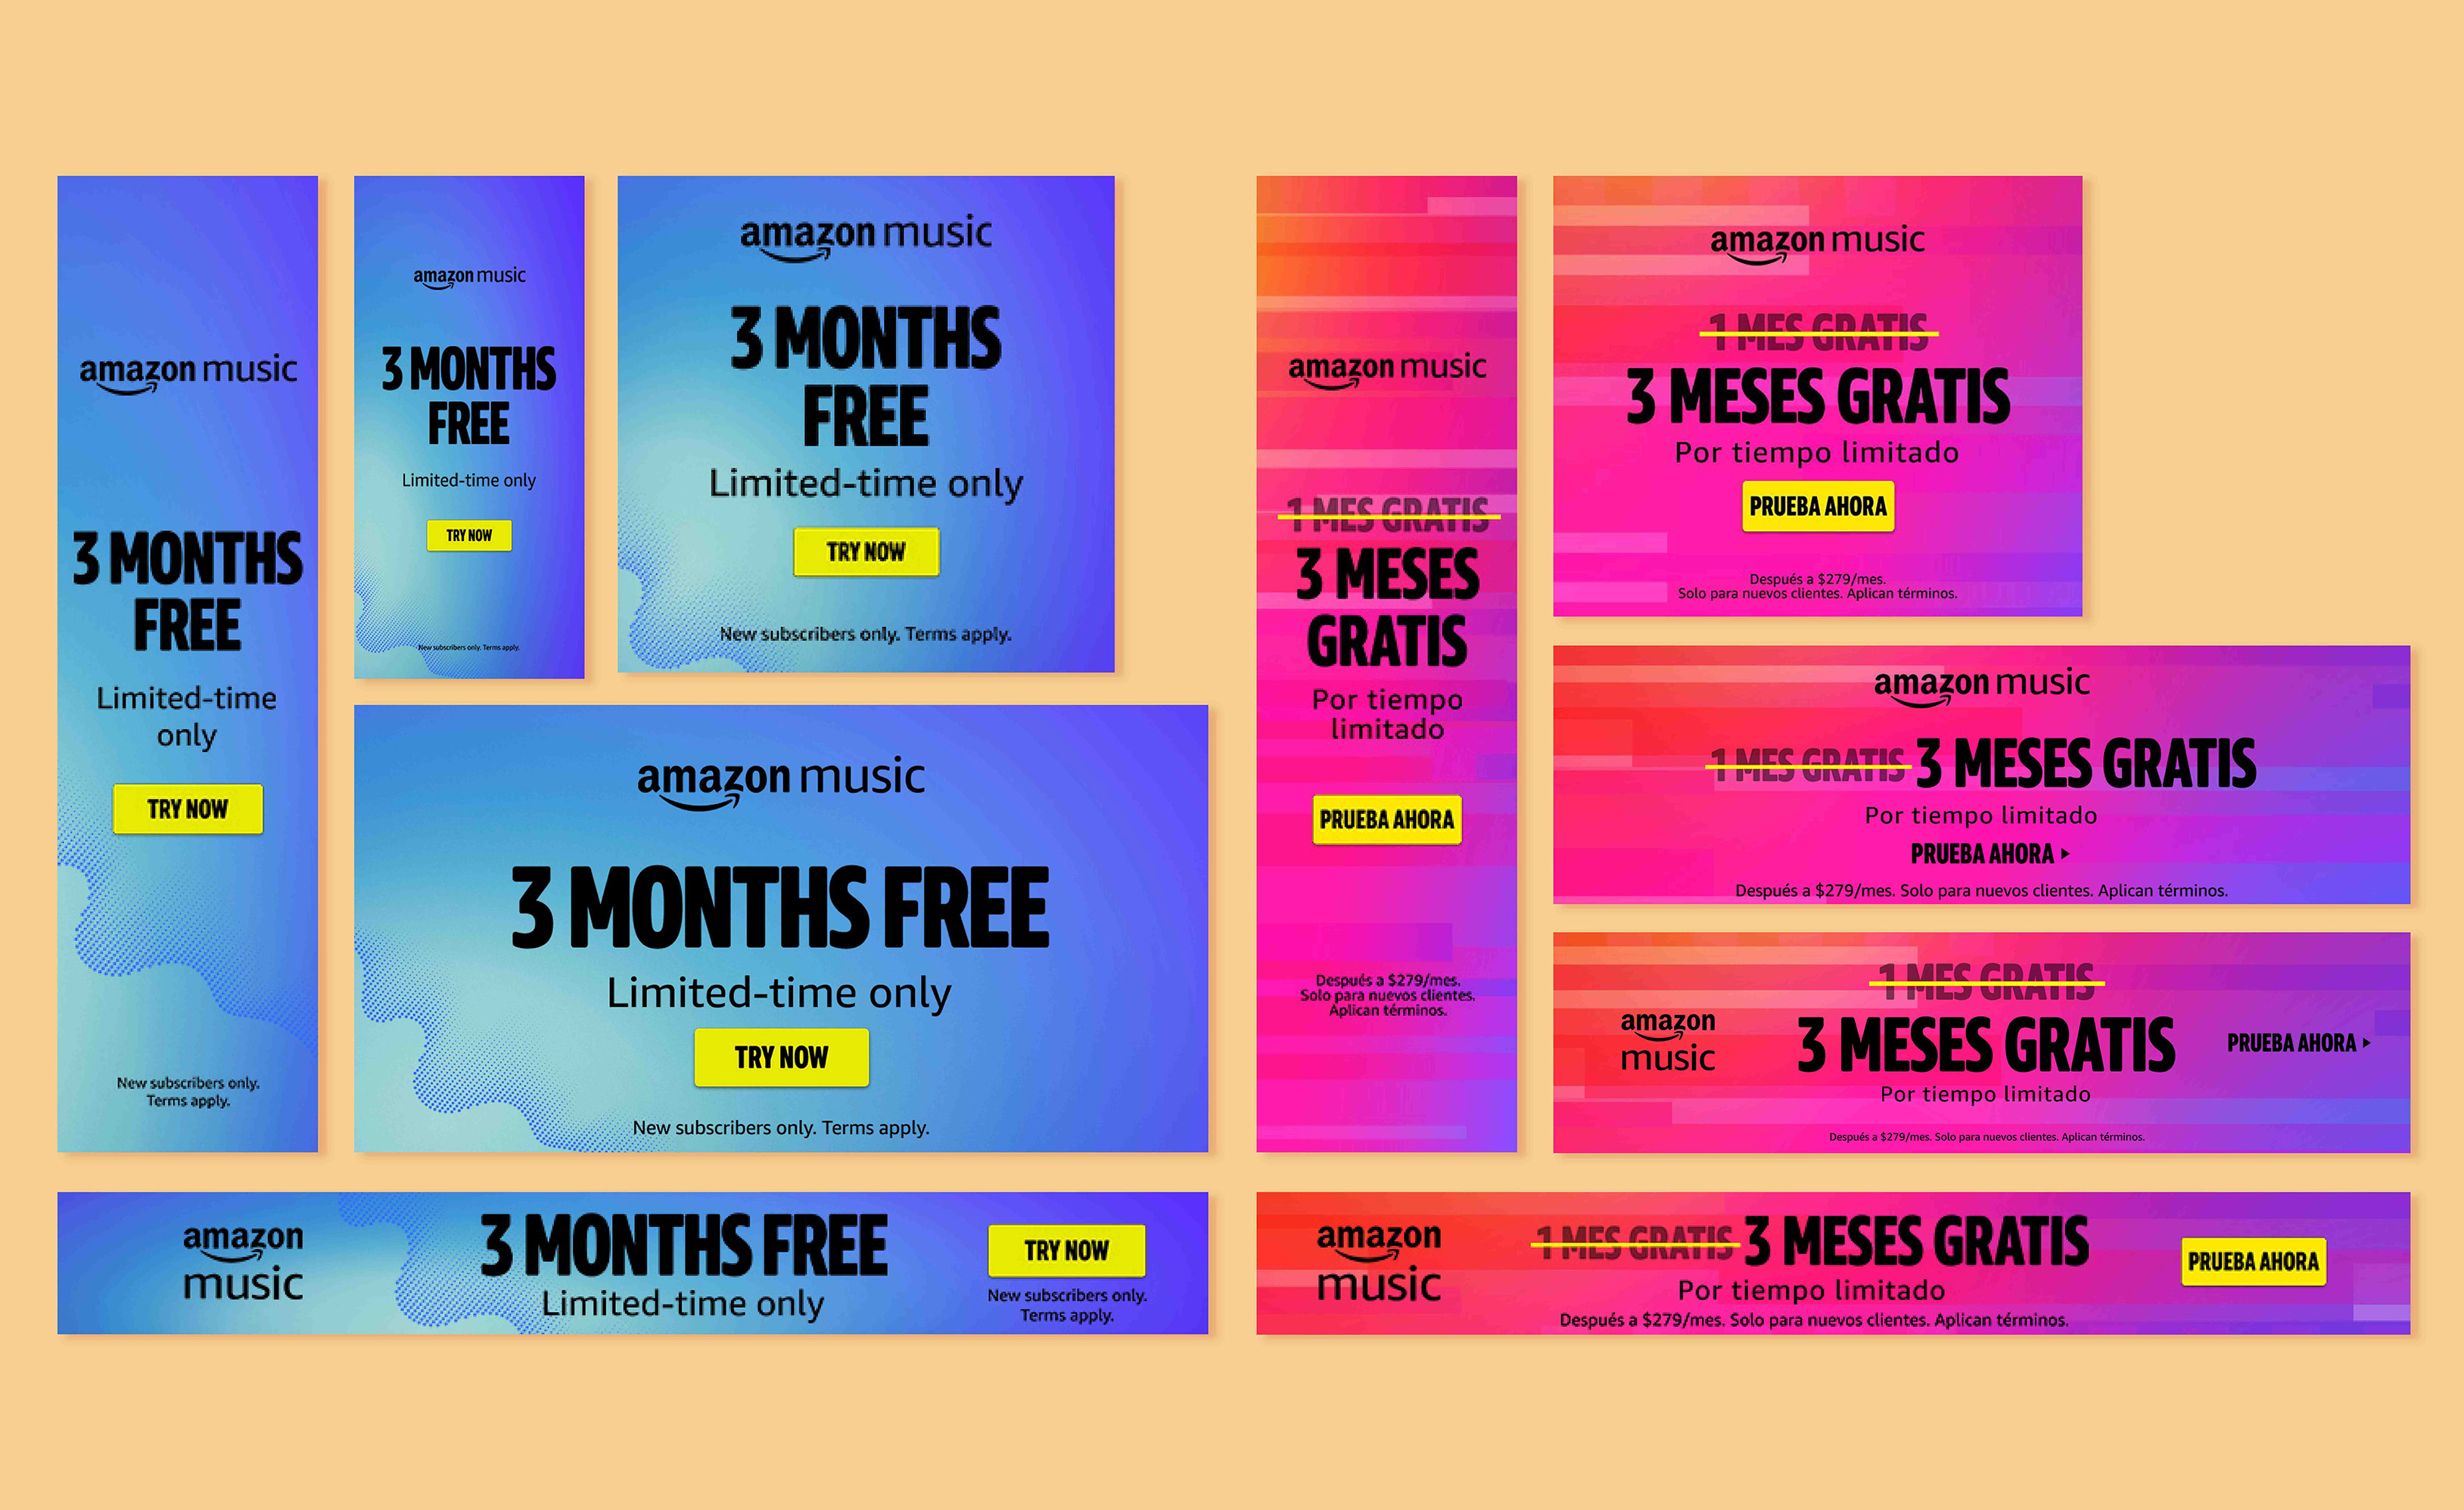 amazon music
3 MONTHS
FREE
Limited-time
only
TRY NOW
New subscribers only.
Terms apply.
amazon music
3 MONTHS
FREE
Limited-time only
TRY NOW
New subscribers only. Terms apply.
amazon music
3 MONTHS
FREE
Limited-time only
TRY NOW
New subscribers only. Terms apply.
amazon music
3 MONTHS FREE
Limited-time only
TRY NOW
New subscribers only. Terms apply.
amazon
music
3 MONTHS FREE
Limited-time only
TRY NOW
New subscribers only.
Terms apply.
amazon music
1 MES GRATIS
3 MESES
GRATIS
Por tiempo
limitado
PRUEBA AHORA
Después a $279/mes.
Solo para nuevos clientes.
Aplican términos.
amazon music
1 MES GRATIS
3 MESES GRATIS
Por tiempo limitado
PRUEBA AHORA
Después a $279/mes.
Solo para nuevos clientes. Aplican términos.
amazon music
1 MES GRATIS 3 MESES GRATIS
Por tiempo limitado
PRUEBA AHORA
Después a $279/mes. Solo para nuevos clientes. Aplican términos.
amazon
music
1 MES GRATIS
3 MESES GRATIS
Por tiempo limitado
PRUEBA AHORA
Después a $279/mes. Solo para nuevos clientes. Aplican términos.
amazon
music
1 MES GRATIS 3 MESES GRATIS
Por tiempo limitado
Después a $279/mes. Solo para nuevos clientes. Aplican términos.
PRUEBA AHORA